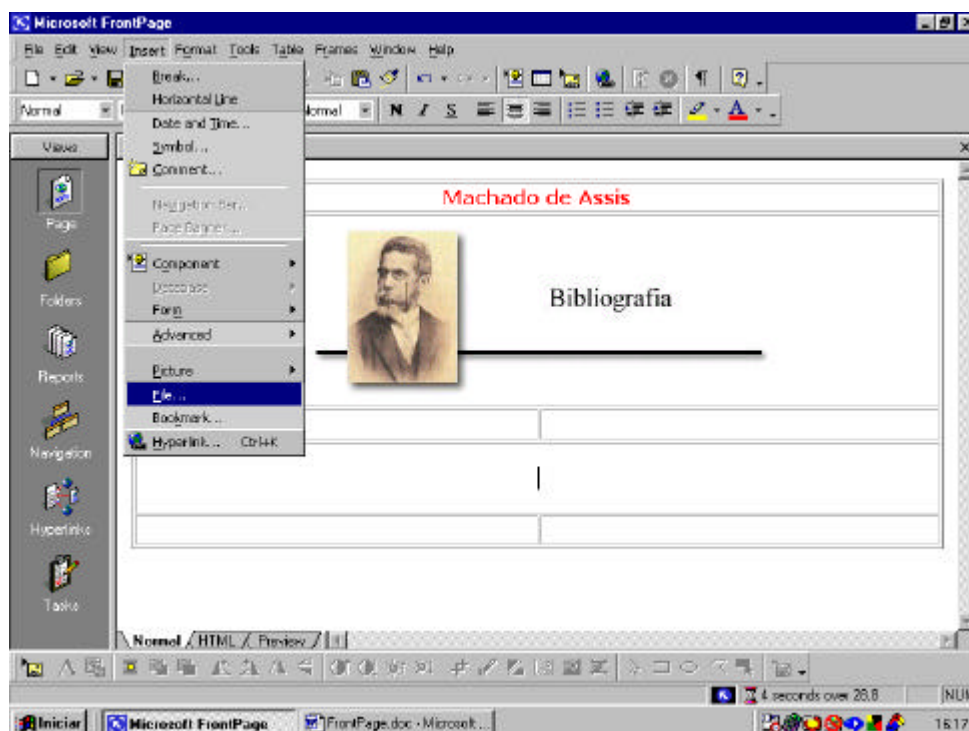 Microsoft FrontPage
File Edit View Insert Format Tools Table Frames Window Help
Normal
Normal
N I S
A
Views
Page
Folders
Reports
Navigation
Hyperlinks
Tasks
Break...
Horizontal Line
Date and Time...
Symbol...
Comment...
Navigation Bar...
Page Banner...
Component
Database
Form
Advanced
Picture
File...
Bookmark...
Hyperlink... Ctrl+K
Machado de Assis
Bibliografia
Normal HTML Preview
4 seconds over 28.8
NUM
Iniciar
Microsoft FrontPage
FrontPage.doc - Microsoft ...
16:17